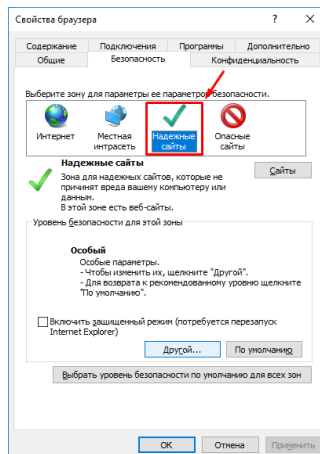 Свойства браузера ? ×
Содержание Подключения Программы Дополнительно
Общие Безопасность Конфиденциальность
Выберите зону для параметры ее параметров безопасности.
Интернет Местная интрасеть Надежные сайты Опасные сайты
Надежные сайты
Сайты
Зона для надежных сайтов, которые не
причинят вреда вашему компьютеру или
данным.
В этой зоне есть веб-сайты.
Уровень безопасности для этой зоны
Особый
Особые параметры.
- Чтобы изменить их, щелкните "Другой".
- Для возврата к рекомендованному уровню щелкните
"По умолчанию".
Включить защищенный режим (потребуется перезапуск
Internet Explorer)
Другой... По умолчанию
Выбрать уровень безопасности по умолчанию для всех зон
ОК Отмена Применить